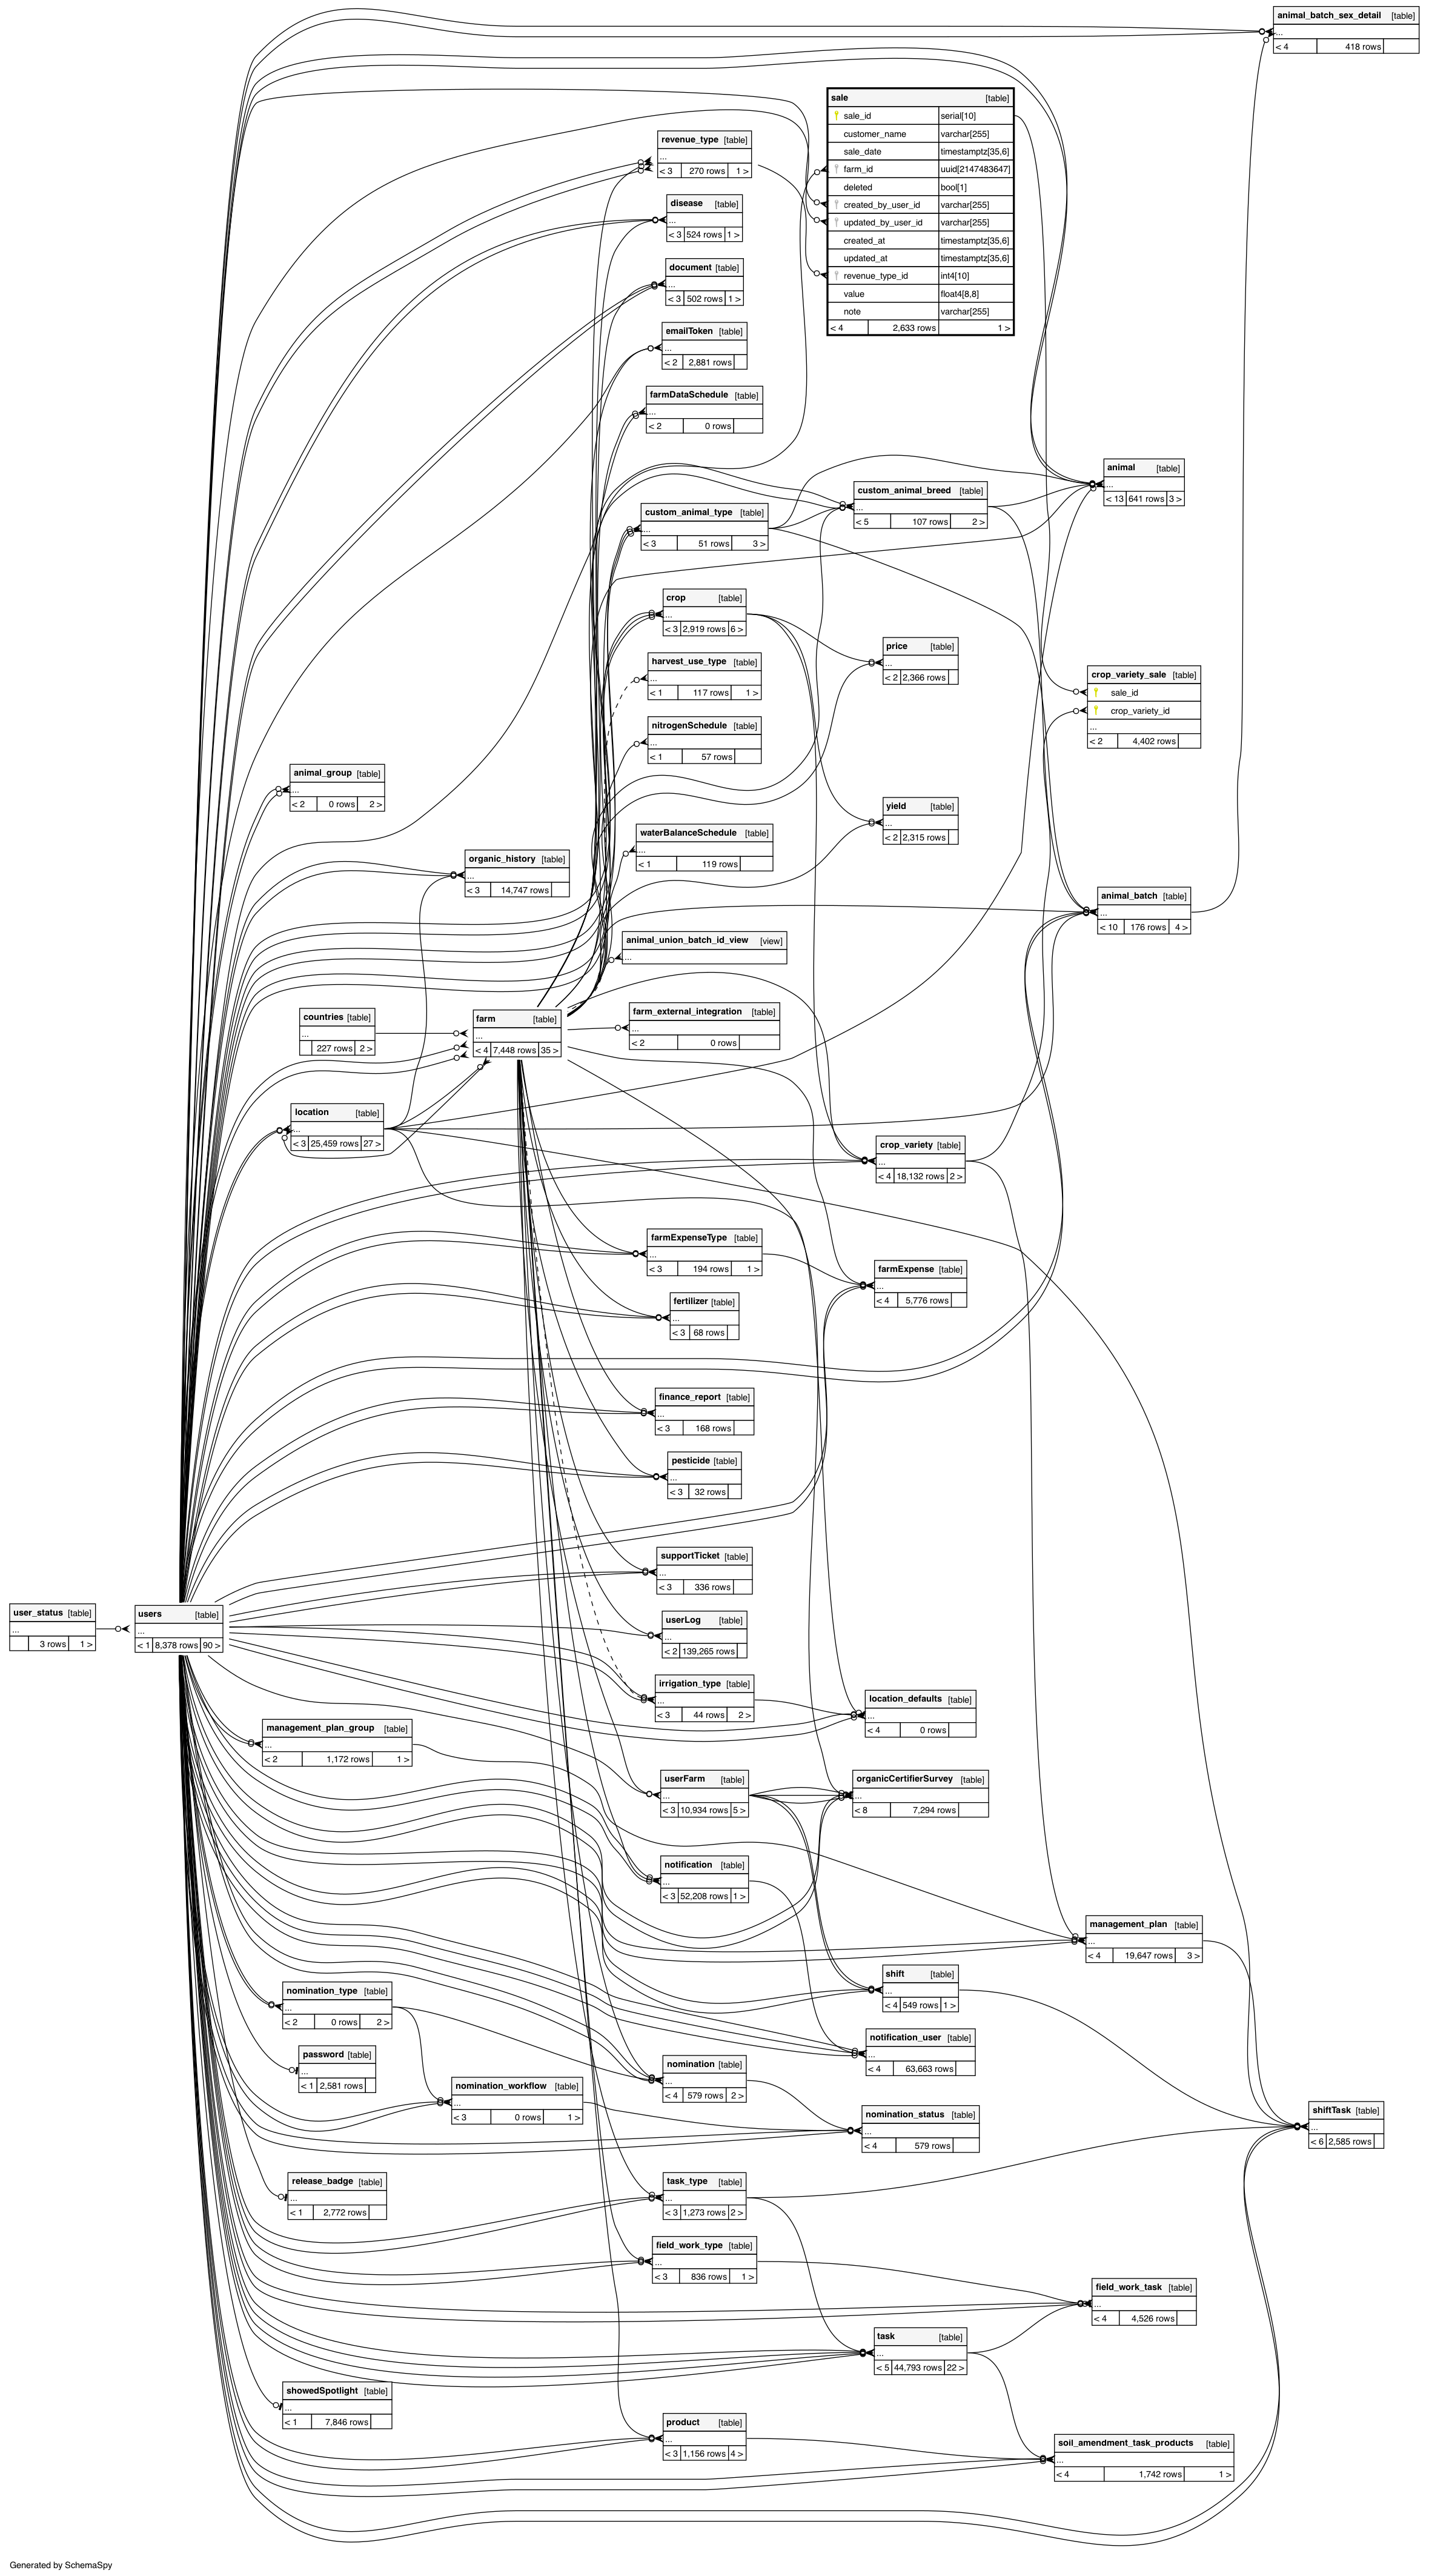 animal_batch_sex_detail [table]
...
< 4 418 rows
sale [table]
sale_id serial[10]
customer_name varchar[255]
sale_date timestamptz[35,6]
farm_id uuid[2147483647]
deleted bool[1]
created_by_user_id varchar[255]
updated_by_user_id varchar[255]
created_at timestamptz[35,6]
updated_at timestamptz[35,6]
revenue_type_id int4[10]
value float4[8,8]
note varchar[255]
< 4 2,633 rows 1 >
revenue_type [table]
...
< 3 270 rows 1 >
disease [table]
...
< 3 524 rows 1 >
document [table]
...
< 3 502 rows 1 >
emailToken [table]
...
< 2 2,881 rows
farmDataSchedule [table]
...
< 2 0 rows
animal [table]
...
< 13 641 rows 3 >
custom_animal_breed [table]
...
< 5 107 rows 2 >
custom_animal_type [table]
...
< 3 51 rows 3 >
crop [table]
...
< 3 2,919 rows 6 >
price [table]
...
< 2 2,366 rows
harvest_use_type [table]
...
< 1 117 rows 1 >
crop_variety_sale [table]
sale_id
crop_variety_id
...
< 2 4,402 rows
nitrogenSchedule [table]
...
< 1 57 rows
animal_group [table]
...
< 2 0 rows 2 >
yield [table]
...
< 2 2,315 rows
waterBalanceSchedule [table]
...
< 1 119 rows
organic_history [table]
...
< 3 14,747 rows
animal_batch [table]
...
< 10 176 rows 4 >
animal_union_batch_id_view [view]
...
countries [table]
...
227 rows 2 >
farm [table]
...
< 4 7,448 rows 35 >
farm_external_integration [table]
...
< 2 0 rows
location [table]
...
< 3 25,459 rows 27 >
crop_variety [table]
...
< 4 18,132 rows 2 >
farmExpenseType [table]
...
< 3 194 rows 1 >
farmExpense [table]
...
< 4 5,776 rows
fertilizer [table]
...
< 3 68 rows
finance_report [table]
...
< 3 168 rows
pesticide [table]
...
< 3 32 rows
supportTicket [table]
...
< 3 336 rows
user_status [table]
...
3 rows 1 >
users [table]
...
< 1 8,378 rows 90 >
userLog [table]
...
< 2 139,265 rows
irrigation_type [table]
...
< 3 44 rows 2 >
location_defaults [table]
...
< 4 0 rows
management_plan_group [table]
...
< 2 1,172 rows 1 >
userFarm [table]
...
< 3 10,934 rows 5 >
organicCertifierSurvey [table]
...
< 8 7,294 rows
notification [table]
...
< 3 52,208 rows 1 >
management_plan [table]
...
< 4 19,647 rows 3 >
shift [table]
...
< 4 549 rows 1 >
nomination_type [table]
...
< 2 0 rows 2 >
notification_user [table]
...
< 4 63,663 rows
password [table]
...
< 1 2,581 rows
nomination [table]
...
< 4 579 rows 2 >
nomination_workflow [table]
...
< 3 0 rows 1 >
nomination_status [table]
...
< 4 579 rows
shiftTask [table]
...
< 6 2,585 rows
release_badge [table]
...
< 1 2,772 rows
task_type [table]
...
< 3 1,273 rows 2 >
field_work_type [table]
...
< 3 836 rows 1 >
field_work_task [table]
...
< 4 4,526 rows
task [table]
...
< 5 44,793 rows 22 >
showedSpotlight [table]
...
< 1 7,846 rows
product [table]
...
< 3 1,156 rows 4 >
soil_amendment_task_products [table]
...
< 4 1,742 rows 1 >
Generated by SchemaSpy